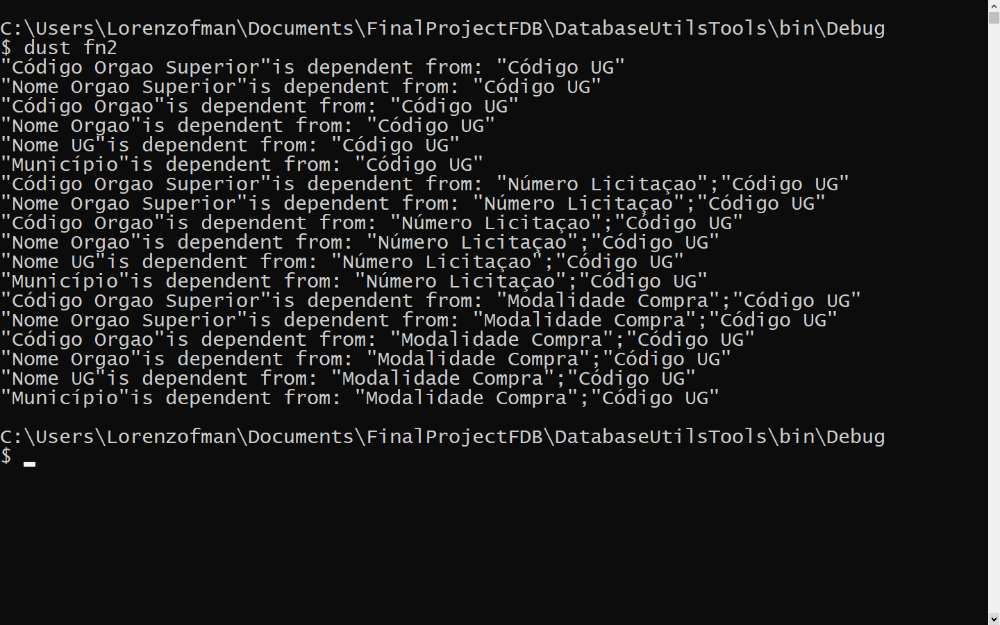 C:\Users\Lorenzofman\Documents\FinalProjectFDB\DatabaseUtilsTools\bin\Debug
$ dust fn2
"Código Orgao Superior"is dependent from: "Código UG"
"Nome Orgao Superior"is dependent from: "Código UG"
"Código Orgao"is dependent from: "Código UG"
"Nome Orgao"is dependent from: "Código UG"
"Nome UG"is dependent from: "Código UG"
"Município"is dependent from: "Código UG"
"Código Orgao Superior"is dependent from: "Número Licitaçao";"Código UG"
"Nome Orgao Superior"is dependent from: "Número Licitaçao";"Código UG"
"Código Orgao"is dependent from: "Número Licitaçao";"Código UG"
"Nome Orgao"is dependent from: "Número Licitaçao";"Código UG"
"Nome UG"is dependent from: "Número Licitaçao";"Código UG"
"Município"is dependent from: "Número Licitaçao";"Código UG"
"Código Orgao Superior"is dependent from: "Modalidade Compra";"Código UG"
"Nome Orgao Superior"is dependent from: "Modalidade Compra";"Código UG"
"Código Orgao"is dependent from: "Modalidade Compra";"Código UG"
"Nome Orgao"is dependent from: "Modalidade Compra";"Código UG"
"Nome UG"is dependent from: "Modalidade Compra";"Código UG"
"Município"is dependent from: "Modalidade Compra";"Código UG"
C:\Users\Lorenzofman\Documents\FinalProjectFDB\DatabaseUtilsTools\bin\Debug
$